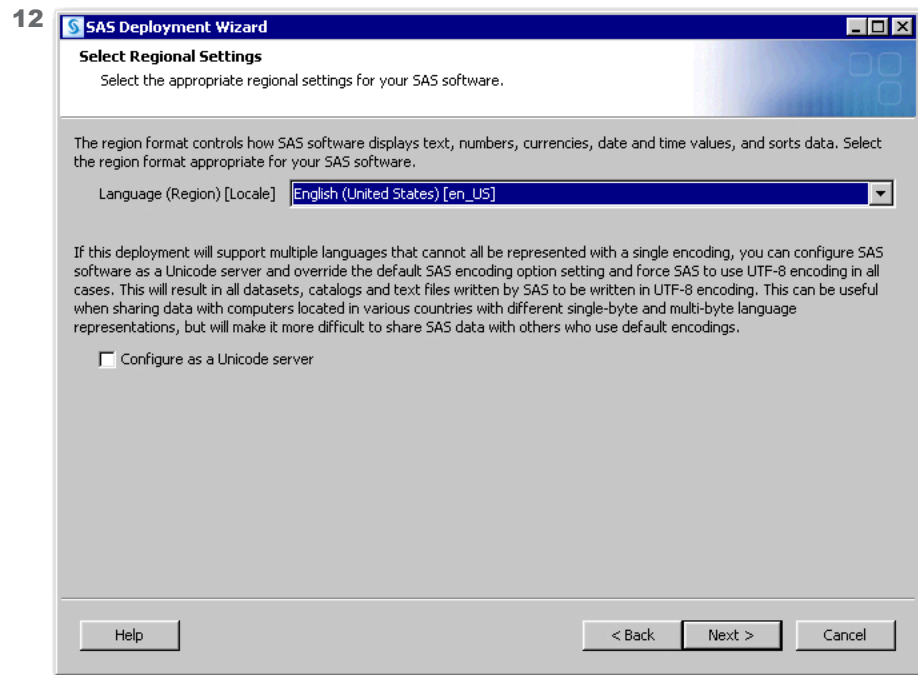 12
SAS Deployment Wizard
Select Regional Settings
Select the appropriate regional settings for your SAS software.
The region format controls how SAS software displays text, numbers, currencies, date and time values, and sorts data. Select
the region format appropriate for your SAS software.
Language (Region) [Locale] English (United States) [en_US]
If this deployment will support multiple languages that cannot all be represented with a single encoding, you can configure SAS
software as a Unicode server and override the default SAS encoding option setting and force SAS to use UTF-8 encoding in all
cases. This will result in all datasets, catalogs and text files written by SAS to be written in UTF-8 encoding. This can be useful
when sharing data with computers located in various countries with different single-byte and multi-byte language
representations, but will make it more difficult to share SAS data with others who use default encodings.
Configure as a Unicode server
Help < Back Next > Cancel